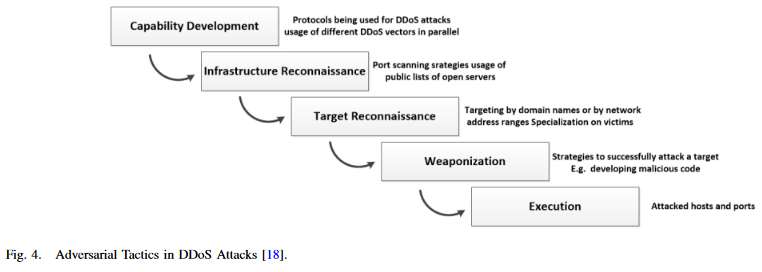 Capability Development
Protocols being used for DDoS attacks
usage of different DDoS vectors in parallel
Infrastructure Reconnaissance
Port scanning srategies usage of
public lists of open servers
Target Reconnaissance
Targeting by domain names or by network
address ranges Specialization on victims
Weaponization
Strategies to successfully attack a target
E.g. developing malicious code
Execution
Attacked hosts and ports
Fig. 4. Adversarial Tactics in DDoS Attacks [18].